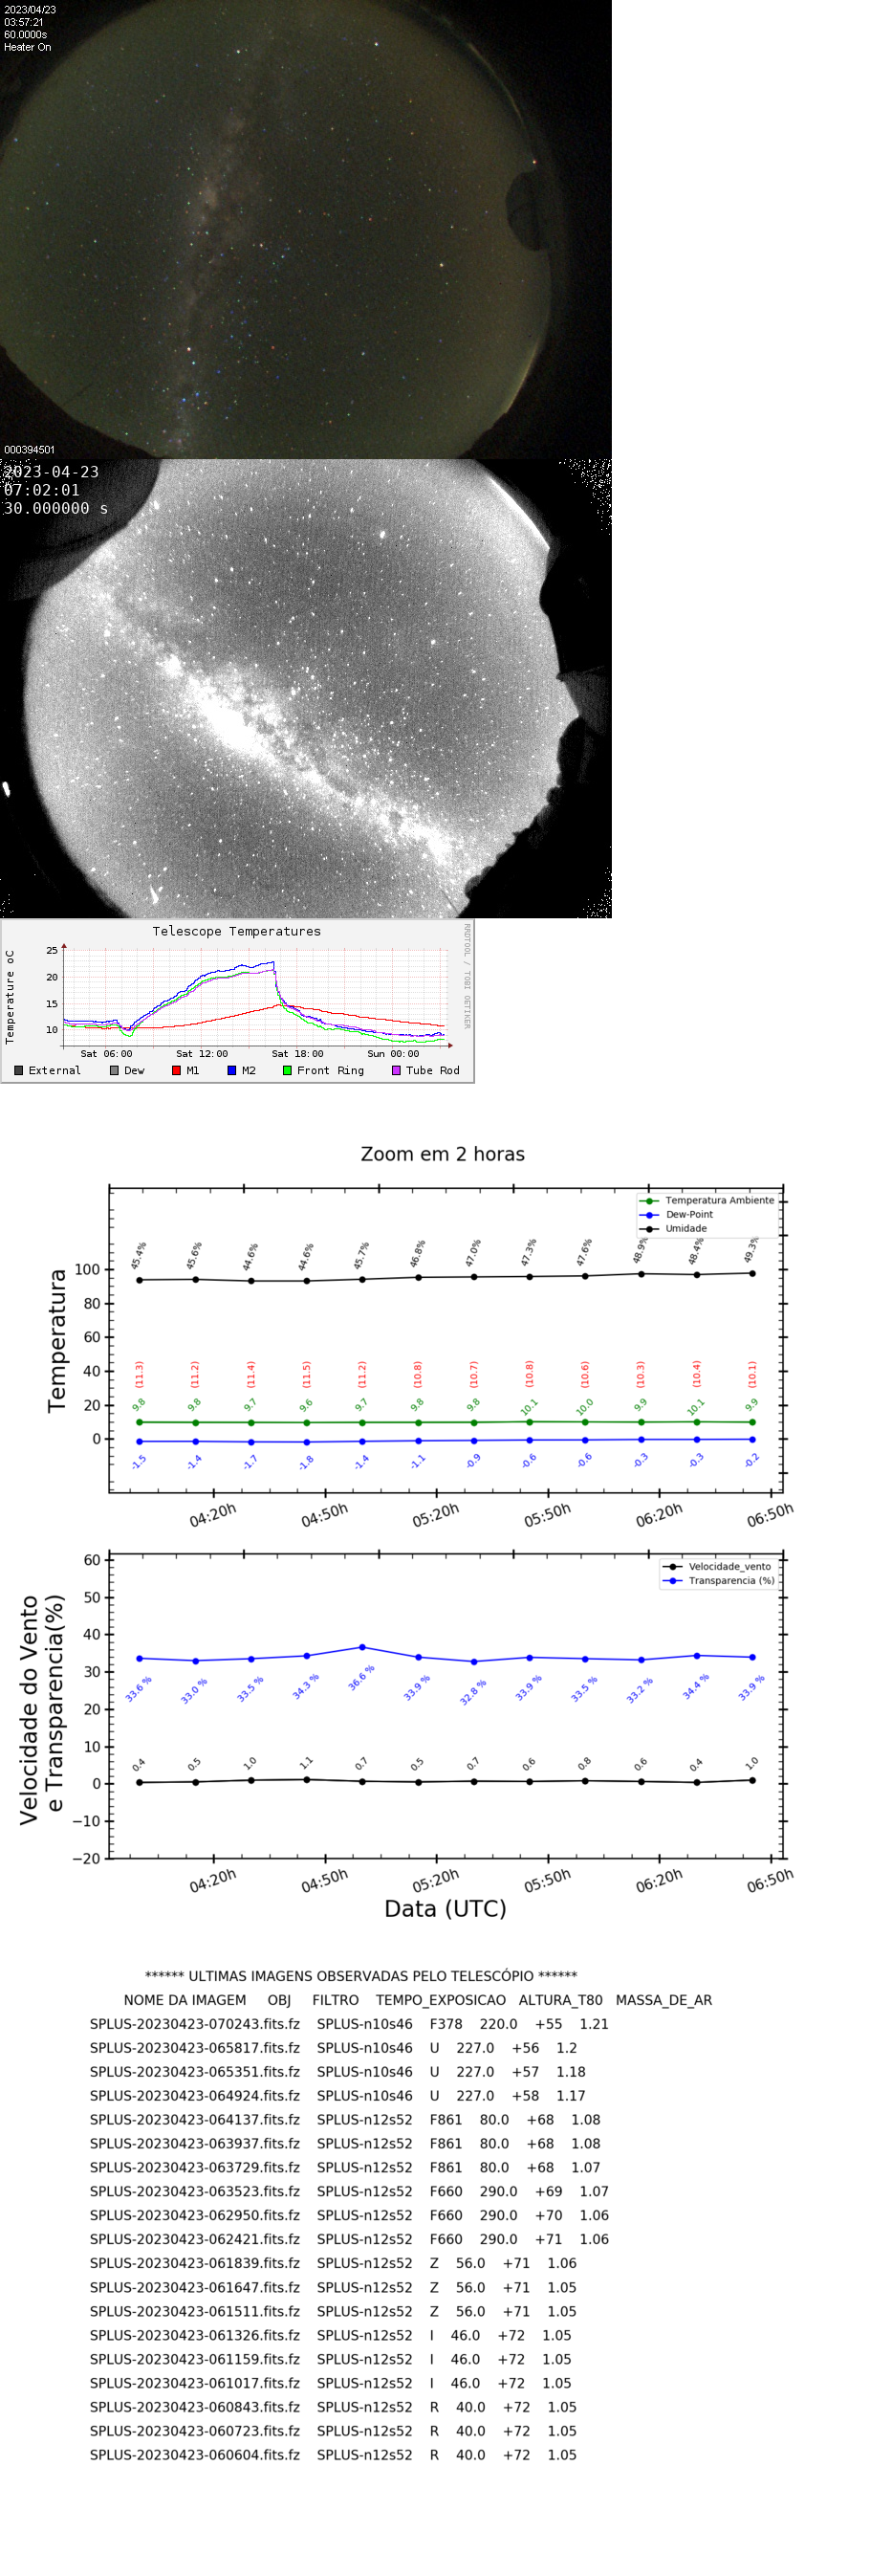 2023/04/23
03:57:21
60.0000s
Heater On
000394501
2023-04-23
07:02:01
30.000000 s
Telescope Temperatures
RRDTOOL / TOBI OETIKER
Temperature oC
25
20
15
10
Sat 06:00 Sat 12:00 Sat 18:00 Sun 00:00
External Dew M1 M2 Front Ring Tube Rod
Zoom em 2 horas
Temperatura Ambiente
Dew-Point
Umidade
45.4% 45.6% 44.6% 44.6% 45.7% 46.8% 47.0% 47.3% 47.6% 48.9% 48.4% 49.3%
Temperatura
100
80
60
40
20
0
(11.3) (11.2) (11.4) (11.5) (11.2) (10.8) (10.7) (10.8) (10.6) (10.3) (10.4) (10.1)
9.8 9.8 9.7 9.6 9.7 9.8 9.8 10.1 10.0 9.9 10.1 9.9
-1.5 -1.4 -1.7 -1.8 -1.4 -1.1 -0.9 -0.6 -0.6 -0.3 -0.3 -0.2
04:20h 04:50h 05:20h 05:50h 06:20h 06:50h
Velocidade_vento
Transparencia (%)
Velocidade do Vento
e Transparencia(%)
60
50
40
30
20
10
0
−10
−20
33.6 % 33.0 % 33.5 % 34.3 % 36.6 % 33.9 % 32.8 % 33.9 % 33.5 % 33.2 % 34.4 % 33.9 %
0.4 0.5 1.0 1.1 0.7 0.5 0.7 0.6 0.8 0.6 0.4 1.0
04:20h 04:50h 05:20h 05:50h 06:20h 06:50h
Data (UTC)
****** ULTIMAS IMAGENS OBSERVADAS PELO TELESCÓPIO ******
NOME DA IMAGEM OBJ FILTRO TEMPO_EXPOSICAO ALTURA_T80 MASSA_DE_AR
SPLUS-20230423-070243.fits.fz SPLUS-n10s46 F378 220.0 +55 1.21
SPLUS-20230423-065817.fits.fz SPLUS-n10s46 U 227.0 +56 1.2
SPLUS-20230423-065351.fits.fz SPLUS-n10s46 U 227.0 +57 1.18
SPLUS-20230423-064924.fits.fz SPLUS-n10s46 U 227.0 +58 1.17
SPLUS-20230423-064137.fits.fz SPLUS-n12s52 F861 80.0 +68 1.08
SPLUS-20230423-063937.fits.fz SPLUS-n12s52 F861 80.0 +68 1.08
SPLUS-20230423-063729.fits.fz SPLUS-n12s52 F861 80.0 +68 1.07
SPLUS-20230423-063523.fits.fz SPLUS-n12s52 F660 290.0 +69 1.07
SPLUS-20230423-062950.fits.fz SPLUS-n12s52 F660 290.0 +70 1.06
SPLUS-20230423-062421.fits.fz SPLUS-n12s52 F660 290.0 +71 1.06
SPLUS-20230423-061839.fits.fz SPLUS-n12s52 Z 56.0 +71 1.06
SPLUS-20230423-061647.fits.fz SPLUS-n12s52 Z 56.0 +71 1.05
SPLUS-20230423-061511.fits.fz SPLUS-n12s52 Z 56.0 +71 1.05
SPLUS-20230423-061326.fits.fz SPLUS-n12s52 I 46.0 +72 1.05
SPLUS-20230423-061159.fits.fz SPLUS-n12s52 I 46.0 +72 1.05
SPLUS-20230423-061017.fits.fz SPLUS-n12s52 I 46.0 +72 1.05
SPLUS-20230423-060843.fits.fz SPLUS-n12s52 R 40.0 +72 1.05
SPLUS-20230423-060723.fits.fz SPLUS-n12s52 R 40.0 +72 1.05
SPLUS-20230423-060604.fits.fz SPLUS-n12s52 R 40.0 +72 1.05